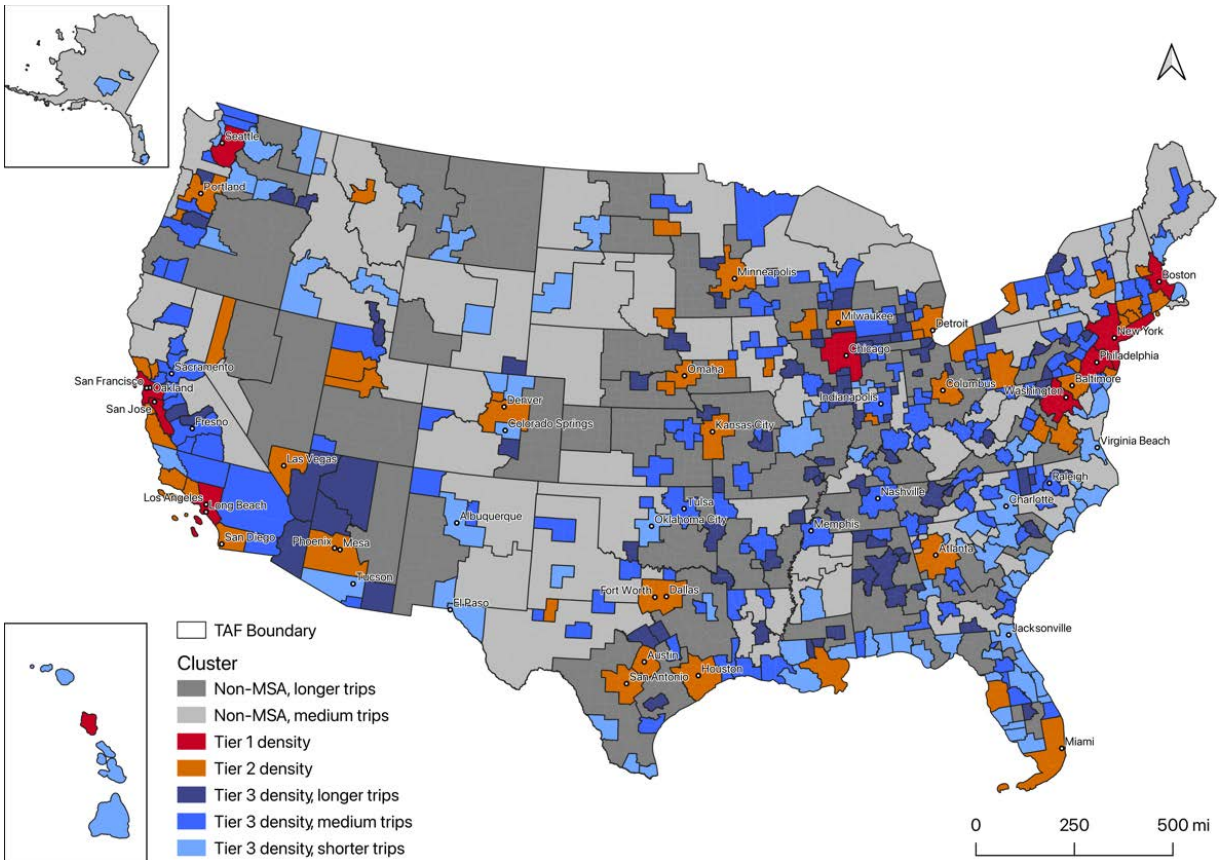 Seattle
Portland
Minneapolis
Boston
Milwaukee
Detroit
New York
Chicago
Philadelphia
Sacramento
San Francisco
Oakland
San Jose
Omaha
Columbus
Baltimore
Washington
Denver
Indianapolis
Colorado Springs
Kansas City
Fresno
Virginia Beach
Las Vegas
Raleigh
Los Angeles
Long Beach
Tulsa
Nashville
Charlotte
Albuquerque
Oklahoma City
Memphis
San Diego
Phoenix
Mesa
Atlanta
Tucson
Fort Worth
Dallas
El Paso
Jacksonville
Austin
Houston
San Antonio
Miami
TAF Boundary
Cluster
Non-MSA, longer trips
Non-MSA, medium trips
Tier 1 density
Tier 2 density
Tier 3 density, longer trips
Tier 3 density, medium trips
Tier 3 density, shorter trips
0 250 500 mi